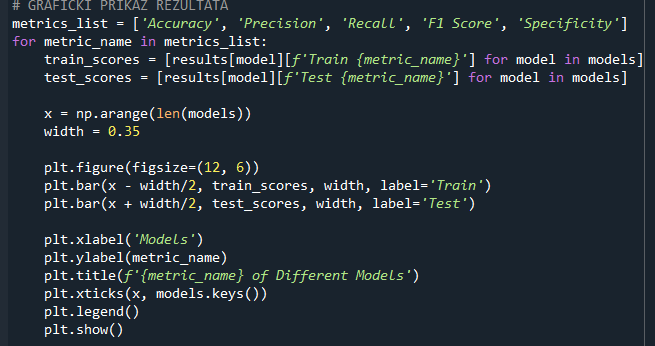 # GRAFICKI PRIKAZ REZULTATA
metrics_list = ['Accuracy', 'Precision', 'Recall', 'F1 Score', 'Specificity']
for metric_name in metrics_list:
    train_scores = [results[model][f'Train {metric_name}'] for model in models]
    test_scores = [results[model][f'Test {metric_name}'] for model in models]

    x = np.arange(len(models))
    width = 0.35

    plt.figure(figsize=(12, 6))
    plt.bar(x - width/2, train_scores, width, label='Train')
    plt.bar(x + width/2, test_scores, width, label='Test')

    plt.xlabel('Models')
    plt.ylabel(metric_name)
    plt.title(f'{metric_name} of Different Models')
    plt.xticks(x, models.keys())
    plt.legend()
    plt.show()